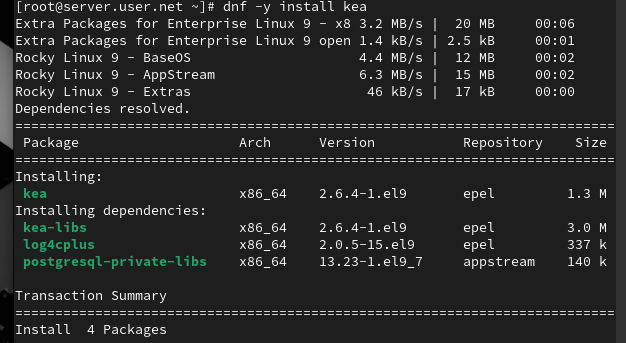 [root@server.user.net ~]# dnf -y install kea
Extra Packages for Enterprise Linux 9 - x8 3.2 MB/s |  20 MB     00:06
Extra Packages for Enterprise Linux 9 open 1.4 kB/s | 2.5 kB     00:01
Rocky Linux 9 - BaseOS                     4.4 MB/s |  12 MB     00:02
Rocky Linux 9 - AppStream                  6.3 MB/s |  15 MB     00:02
Rocky Linux 9 - Extras                      46 kB/s |  17 kB     00:00
Dependencies resolved.
================================================================================
 Package                   Arch      Version              Repository      Size
================================================================================
Installing:
 kea                       x86_64    2.6.4-1.el9          epel           1.3 M
Installing dependencies:
 kea-libs                  x86_64    2.6.4-1.el9          epel           3.0 M
 log4cplus                 x86_64    2.0.5-15.el9         epel           337 k
 postgresql-private-libs   x86_64    13.23-1.el9_7        appstream      140 k
Transaction Summary
================================================================================
Install  4 Packages